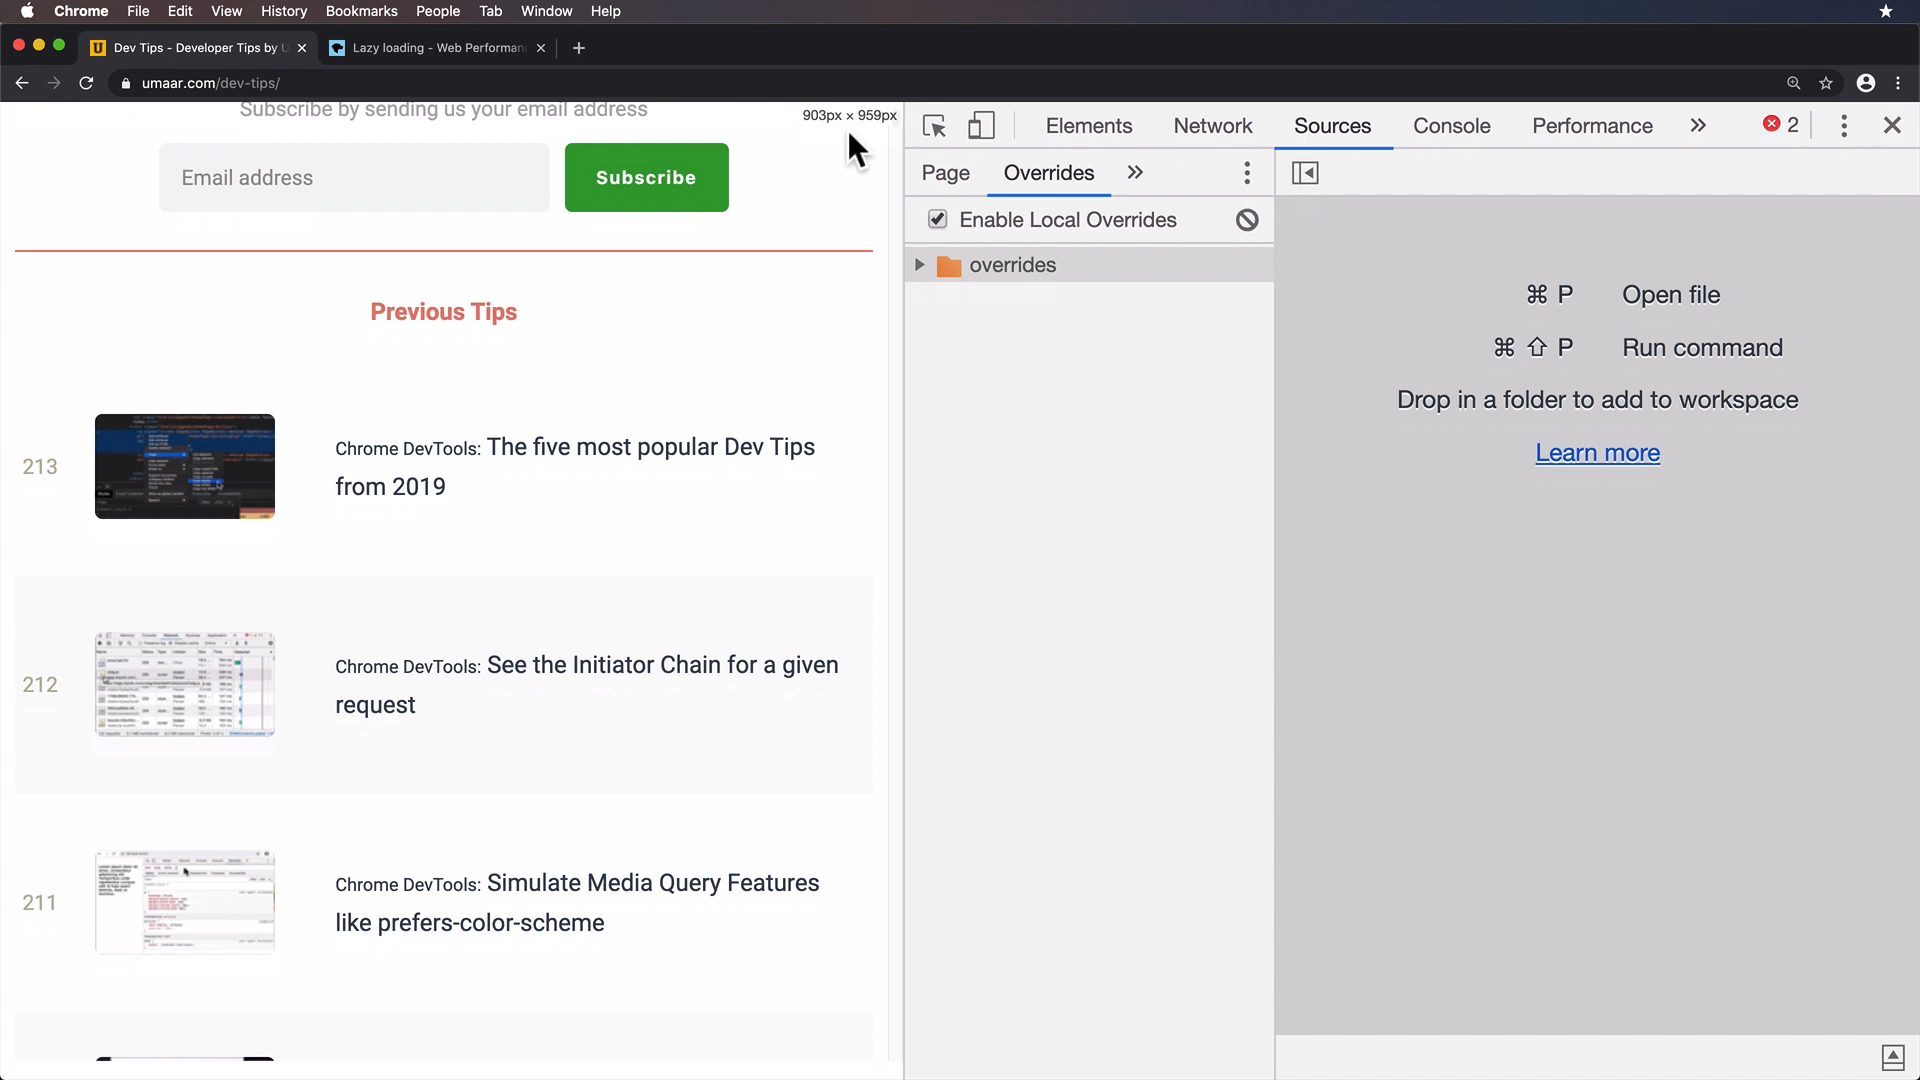 Chrome File Edit View History Bookmarks People Tab Window Help
Dev Tips - Developer Tips by U
Lazy loading - Web Performan
umaar.com/dev-tips/
Subscribe by sending us your email address
903px × 959px
Email address
Subscribe
Previous Tips
213
Chrome DevTools: The five most popular Dev Tips
from 2019
212
Chrome DevTools: See the Initiator Chain for a given
request
211
Chrome DevTools: Simulate Media Query Features
like prefers-color-scheme
Elements Network Sources Console Performance » 2
Page Overrides »
Enable Local Overrides
overrides
⌘ P Open file
⌘ ⇧ P Run command
Drop in a folder to add to workspace
Learn more